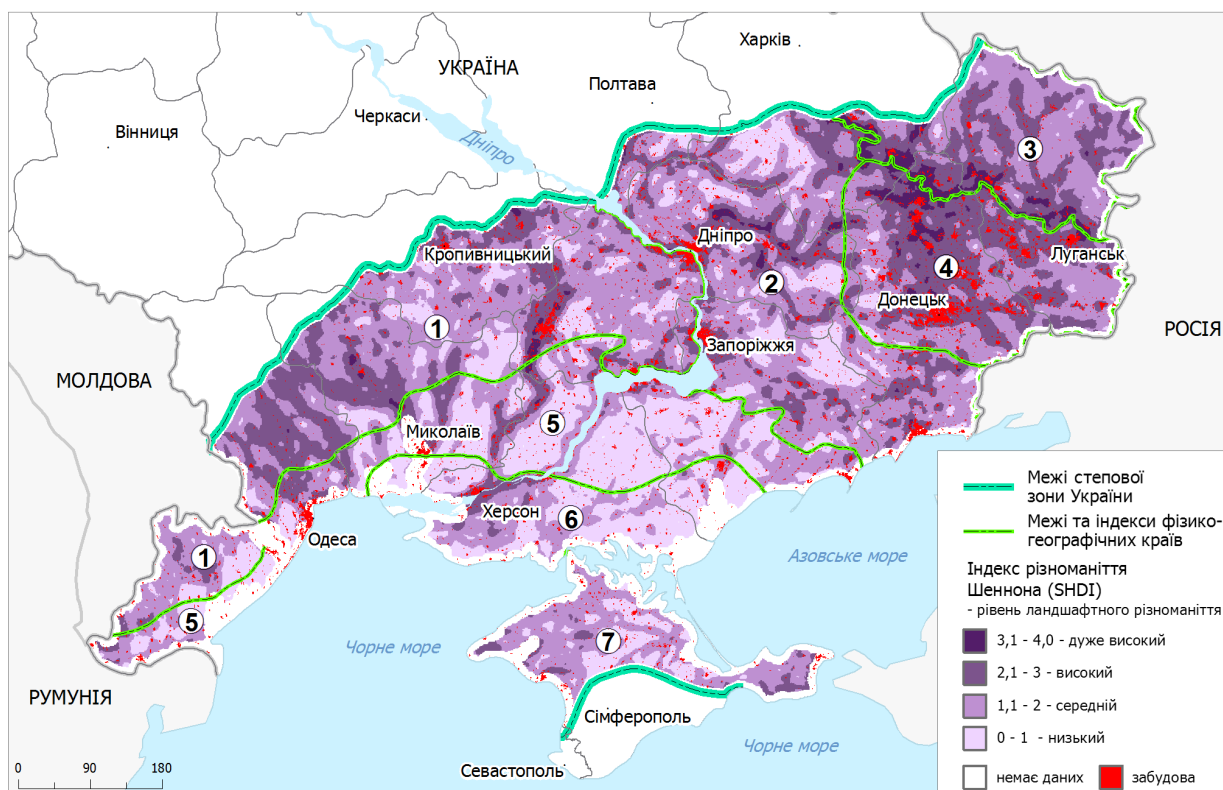 Харків
УКРАЇНА
Полтава
Черкаси
Вінниця
Дніпро
3
Кропивницький
Дніпро
Луганськ
4
2
Донецьк
1
Запоріжжя
РОСІЯ
МОЛДОВА
5
Миколаїв
Херсон
6
Одеса
1
Азовське море
5
7
Чорне море
РУМУНІЯ
Сімферополь
Чорне море
Севастополь
0 90 180
Межі степової
зони України
Межі та індекси фізико-
географічних країв
Індекс різноманіття
Шеннона (SHDI)
- рівень ландшафтного різноманіття
3,1 - 4,0 - дуже високий
2,1 - 3 - високий
1,1 - 2 - середній
0 - 1 - низький
немає даних
забудова